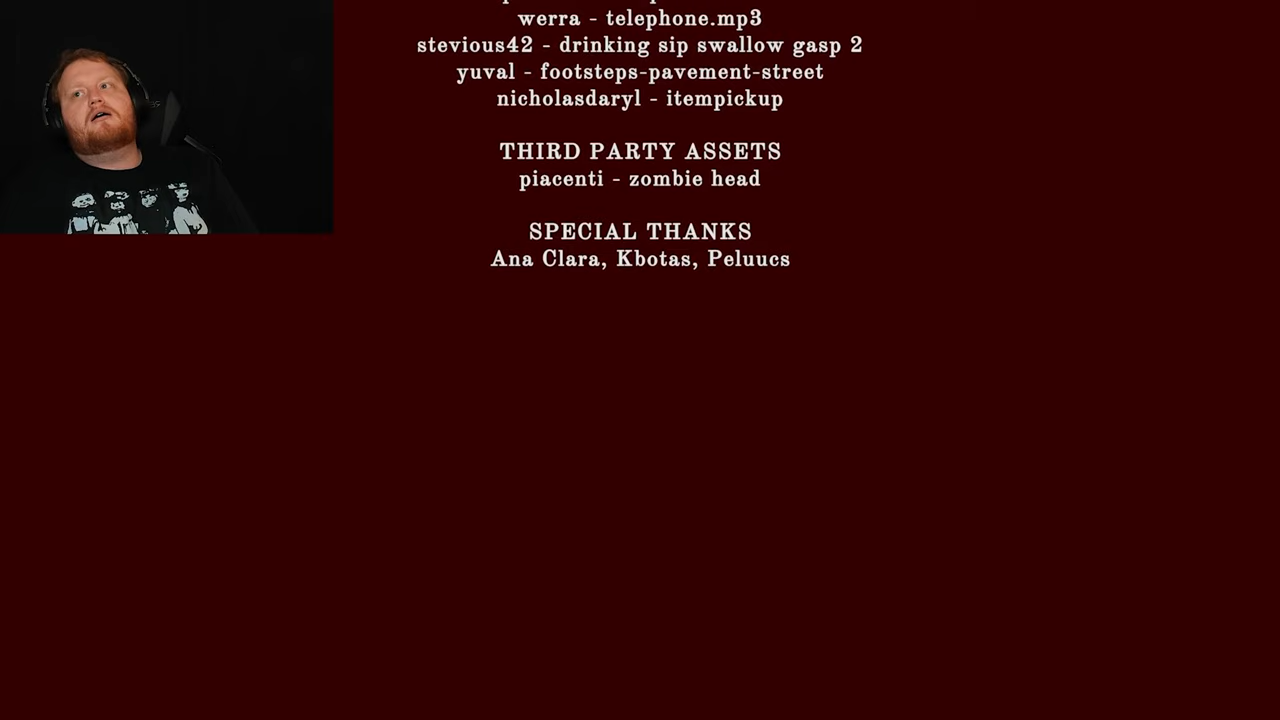 werra - telephone.mp3
stevious42 - drinking sip swallow gasp 2
yuval - footsteps-pavement-street
nicholasdaryl - itempickup
THIRD PARTY ASSETS
piacenti - zombie head
SPECIAL THANKS
Ana Clara, Kbotas, Peluucs